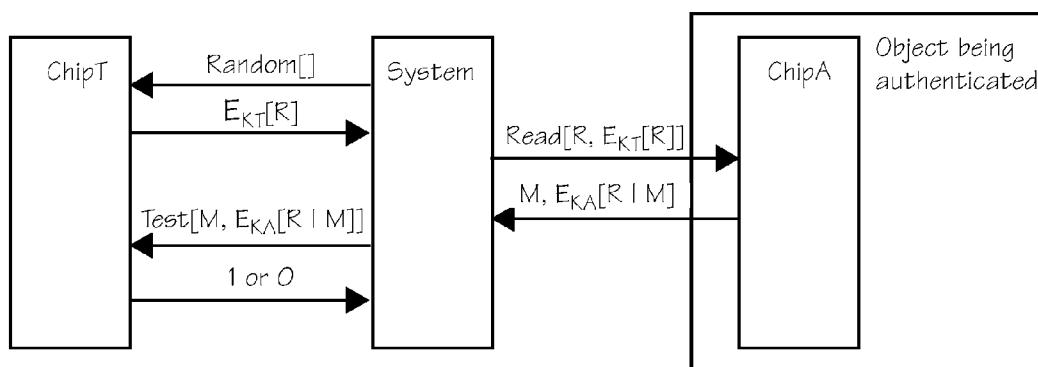 ChipT
Random[]
E_KT[R]
Test[M, E_KA[R | M]]
1 or 0
System
Read[R, E_KT[R]]
M, E_KA[R | M]
ChipA
Object being
authenticated